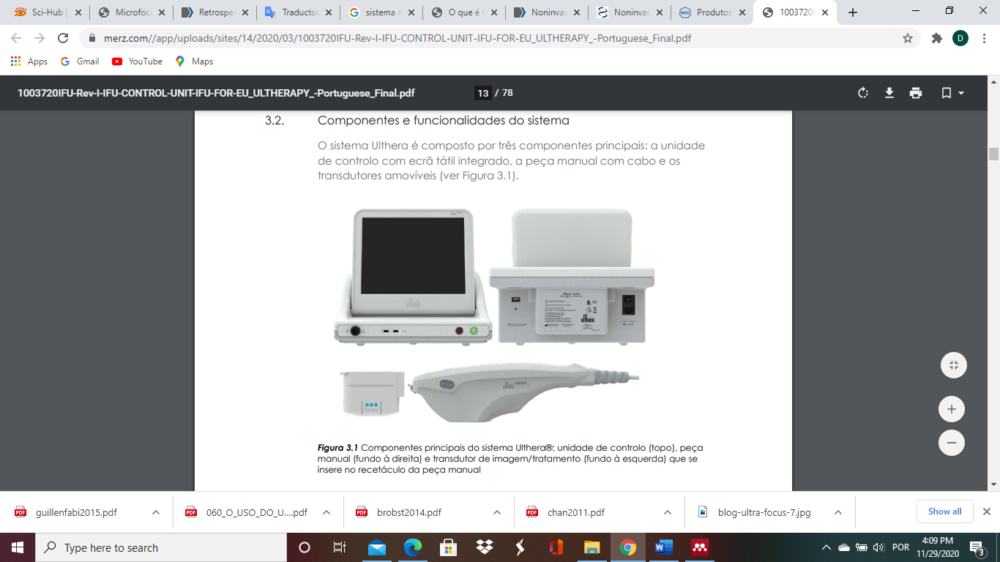 Sci-Hub |
Microfocu
Retrospe
Traductor
sistema n
O que é U
Noninvas
Noninvas
Produtos
1003720I
merz.com//app/uploads/sites/14/2020/03/1003720IFU-Rev-I-IFU-CONTROL-UNIT-IFU-FOR-EU_ULTHERAPY_-Portuguese_Final.pdf
D
Apps Gmail YouTube Maps
1003720IFU-Rev-I-IFU-CONTROL-UNIT-IFU-FOR-EU_ULTHERAPY_-Portuguese_Final.pdf
13 / 78
3.2. Componentes e funcionalidades do sistema
O sistema Ulthera é composto por três componentes principais: a unidade
de controlo com ecrã tátil integrado, a peça manual com cabo e os
transdutores amovíveis (ver Figura 3.1).
ulthera
DEEP
Figura 3.1 Componentes principais do sistema Ulthera®: unidade de controlo (topo), peça
manual (fundo à direita) e transdutor de imagem/tratamento (fundo à esquerda) que se
insere no recetáculo da peça manual
guillenfabi2015.pdf
060_O_USO_DO_U....pdf
brobst2014.pdf
chan2011.pdf
blog-ultra-focus-7.jpg
Show all
Type here to search
POR
4:09 PM
11/29/2020
3